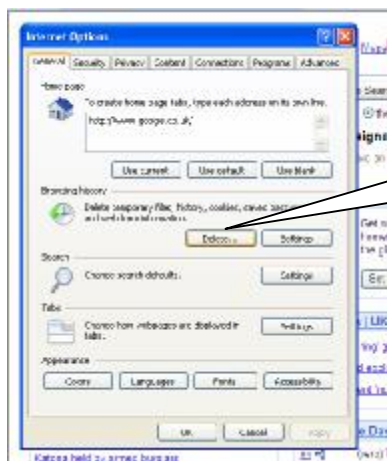 Internet Options
General Security Privacy Content Connections Programs Advanced
Home page
To create home page tabs, type each address on its own line.
http://www.google.co.uk/
Use current Use default Use blank
Browsing history
Delete temporary files, history, cookies, saved
and web form information.
Delete... Settings
Search
Change search defaults. Settings
Tabs
Change how webpages are displayed in
tabs. Settings
Appearance
Colors Languages Fonts Accessibility
OK Cancel Apply